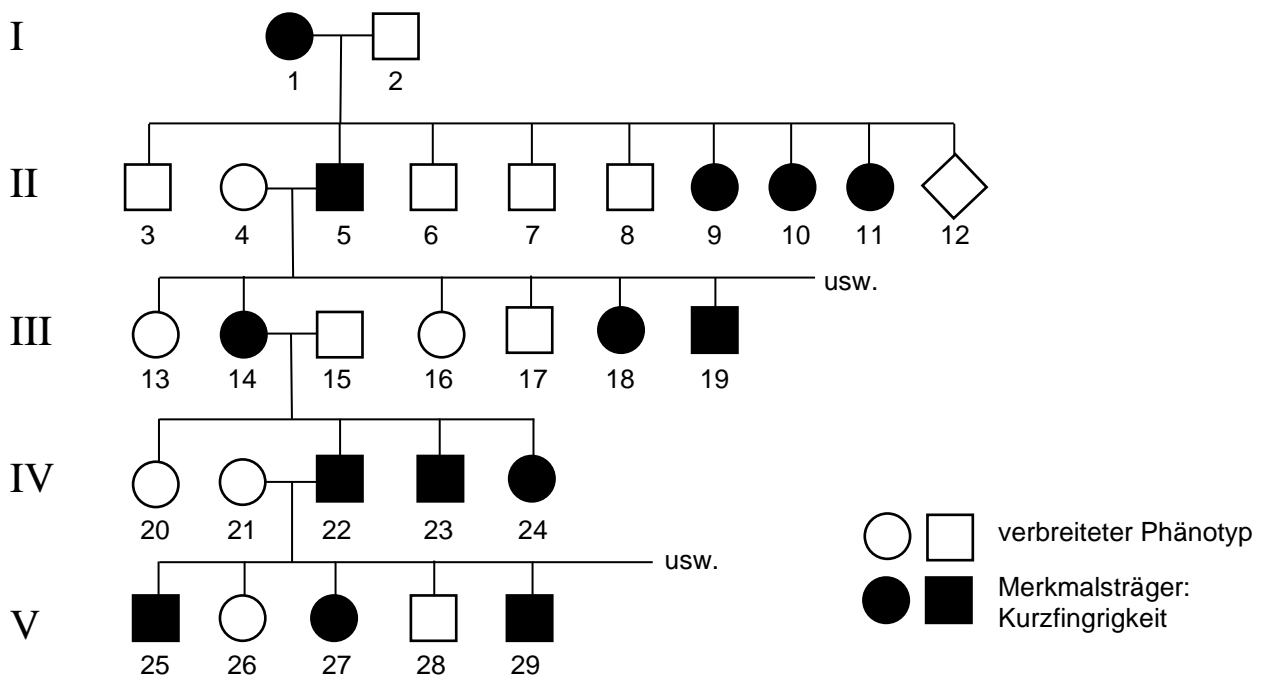 I
1 2
II
3 4 5 6 7 8 9 10 11 12
usw.
III
13 14 15 16 17 18 19
IV
20 21 22 23 24
verbreiteter Phänotyp
usw.
Merkmalsträger:
Kurzfingrigkeit
V
25 26 27 28 29